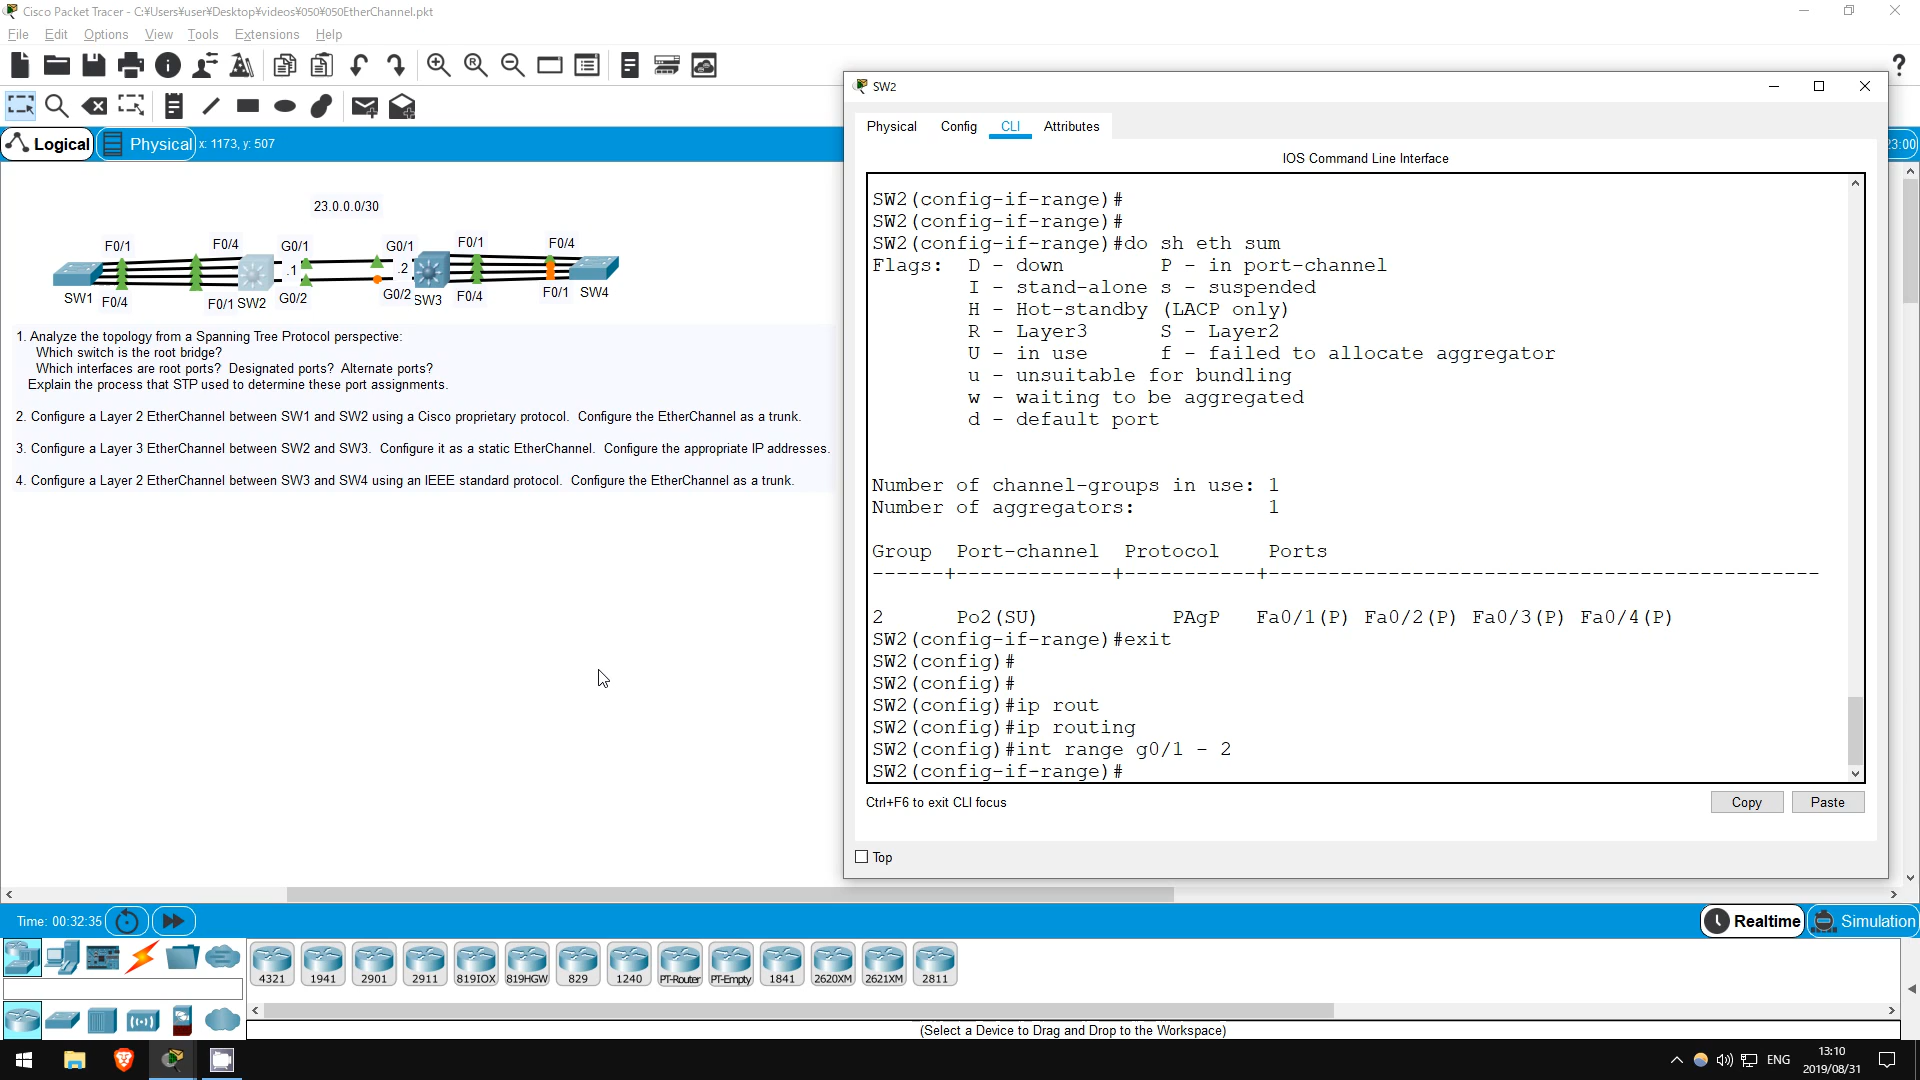 Cisco Packet Tracer - C:¥Users¥user¥Desktop¥videos¥050¥050EtherChannel.pkt
File Edit Options View Tools Extensions Help
Logical Physical x: 1173, y: 507
23:00
23.0.0.0/30
F0/1 F0/4 G0/1 G0/1 F0/1 F0/4
.1 .2
SW1 F0/4 F0/1 SW2 G0/2 G0/2 SW3 F0/4 F0/1 SW4
1. Analyze the topology from a Spanning Tree Protocol perspective:
Which switch is the root bridge?
Which interfaces are root ports? Designated ports? Alternate ports?
Explain the process that STP used to determine these port assignments.
2. Configure a Layer 2 EtherChannel between SW1 and SW2 using a Cisco proprietary protocol. Configure the EtherChannel as a trunk.
3. Configure a Layer 3 EtherChannel between SW2 and SW3. Configure it as a static EtherChannel. Configure the appropriate IP addresses.
4. Configure a Layer 2 EtherChannel between SW3 and SW4 using an IEEE standard protocol. Configure the EtherChannel as a trunk.
SW2
Physical Config CLI Attributes
IOS Command Line Interface
SW2(config-if-range)#
SW2(config-if-range)#
SW2(config-if-range)#do sh eth sum
Flags: D - down P - in port-channel
I - stand-alone s - suspended
H - Hot-standby (LACP only)
R - Layer3 S - Layer2
U - in use f - failed to allocate aggregator
u - unsuitable for bundling
w - waiting to be aggregated
d - default port
Number of channel-groups in use: 1
Number of aggregators: 1
Group Port-channel Protocol Ports
------+-------------+-----------+----------------------------------------------
2 Po2(SU) PAgP Fa0/1(P) Fa0/2(P) Fa0/3(P) Fa0/4(P)
SW2(config-if-range)#exit
SW2(config)#
SW2(config)#
SW2(config)#ip rout
SW2(config)#ip routing
SW2(config)#int range g0/1 - 2
SW2(config-if-range)#
Ctrl+F6 to exit CLI focus
Copy Paste
Top
Time: 00:32:35
Realtime Simulation
4321 1941 2901 2911 819IOX 819HGW 829 1240 PT-Router PT-Empty 1841 2620XM 2621XM 2811
(Select a Device to Drag and Drop to the Workspace)
ENG
13:10
2019/08/31